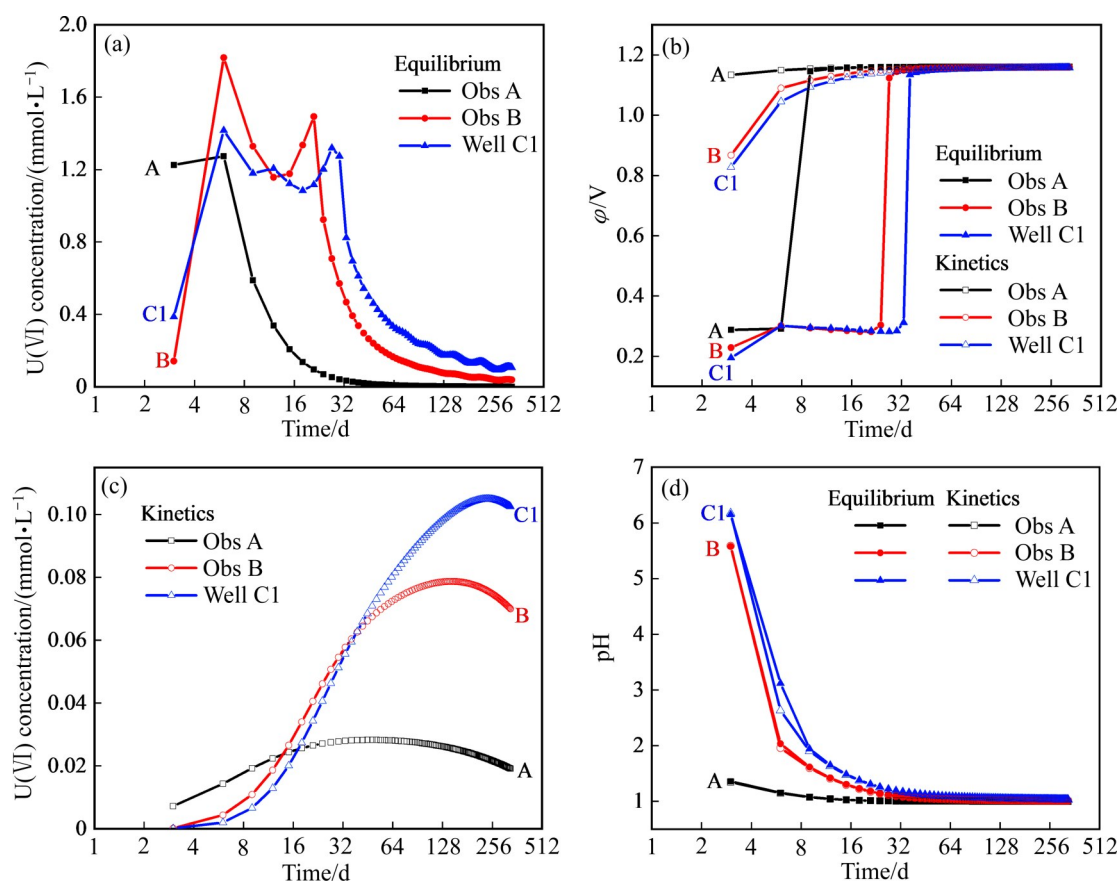 (a)
U(VI) concentration/(mmol•L⁻¹)
2.0
1.6
1.2
0.8
0.4
0
Equilibrium
Obs A
Obs B
Well C1
A
C1
B
1 2 4 8 16 32 64 128 256 512
Time/d
(b)
φ/V
1.2
1.0
0.8
0.6
0.4
0.2
A
B
C1
A
B
C1
Equilibrium
Obs A
Obs B
Well C1
Kinetics
Obs A
Obs B
Well C1
1 2 4 8 16 32 64 128 256 512
Time/d
(c)
U(VI) concentration/(mmol•L⁻¹)
0.10
0.08
0.06
0.04
0.02
0
Kinetics
Obs A
Obs B
Well C1
C1
B
A
1 2 4 8 16 32 64 128 256 512
Time/d
(d)
pH
7
6
5
4
3
2
1
Equilibrium Kinetics
Obs A
Obs B
Well C1
C1
B
A
1 2 4 8 16 32 64 128 256 512
Time/d